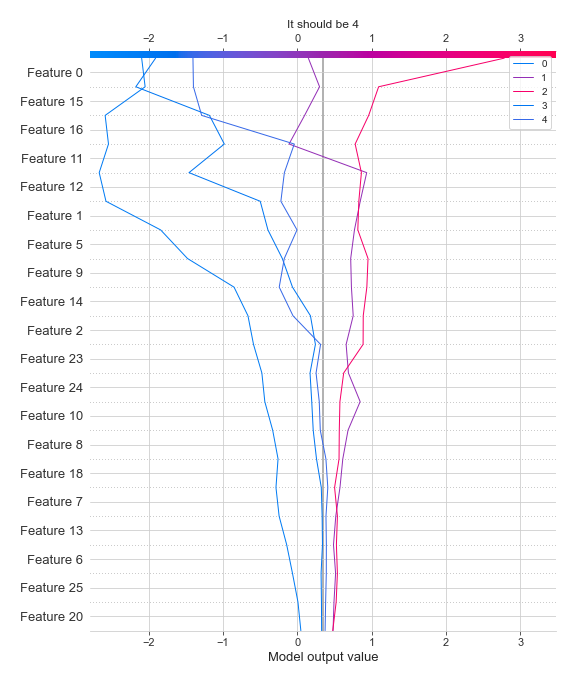 It should be 4
−2 −1 0 1 2 3
0
1
2
3
4
Feature 0
Feature 15
Feature 16
Feature 11
Feature 12
Feature 1
Feature 5
Feature 9
Feature 14
Feature 2
Feature 23
Feature 24
Feature 10
Feature 8
Feature 18
Feature 7
Feature 13
Feature 6
Feature 25
Feature 20
−2 −1 0 1 2 3
Model output value